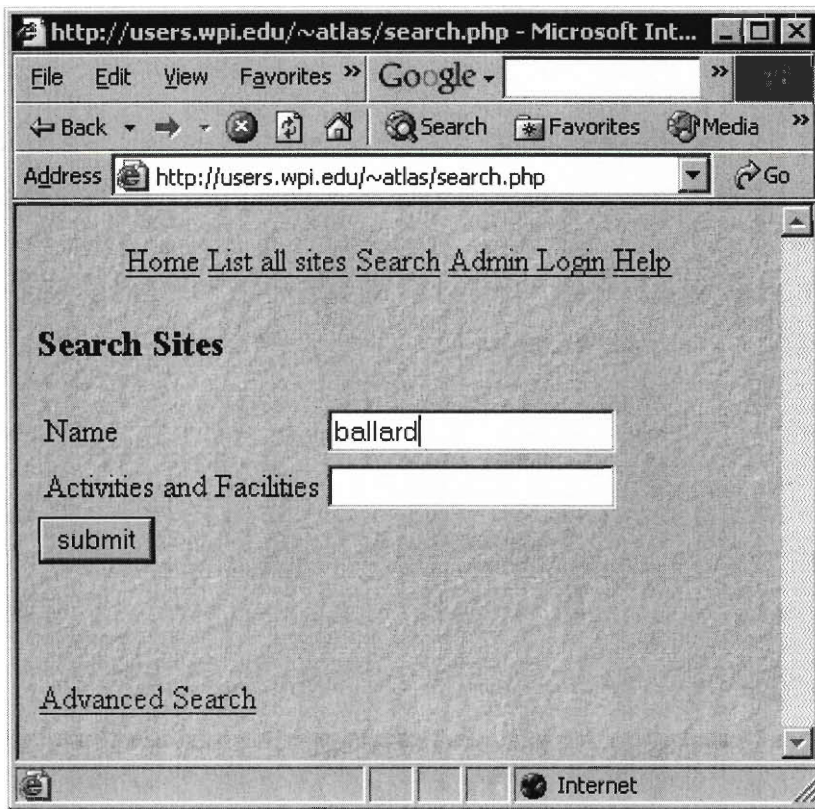 http://users.wpi.edu/~atlas/search.php - Microsoft Int...
File Edit View Favorites » Google »
Back Search Favorites Media »
Address http://users.wpi.edu/~atlas/search.php Go
Home List all sites Search Admin Login Help
Search Sites
Name ballard
Activities and Facilities
submit
Advanced Search
Internet